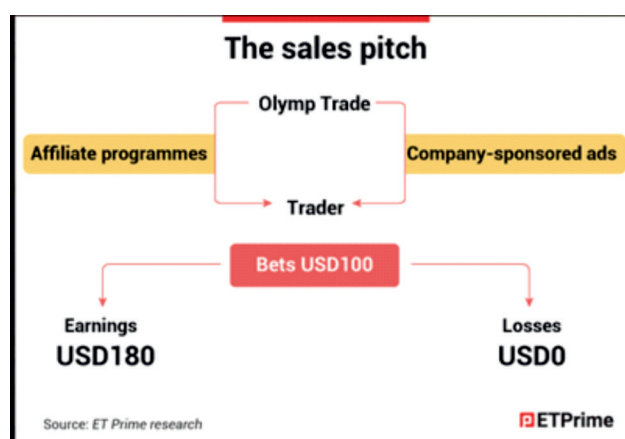 The sales pitch
Olymp Trade
Affiliate programmes
Company-sponsored ads
Trader
Bets USD100
Earnings
USD180
Losses
USD0
Source: ET Prime research
ETPrime